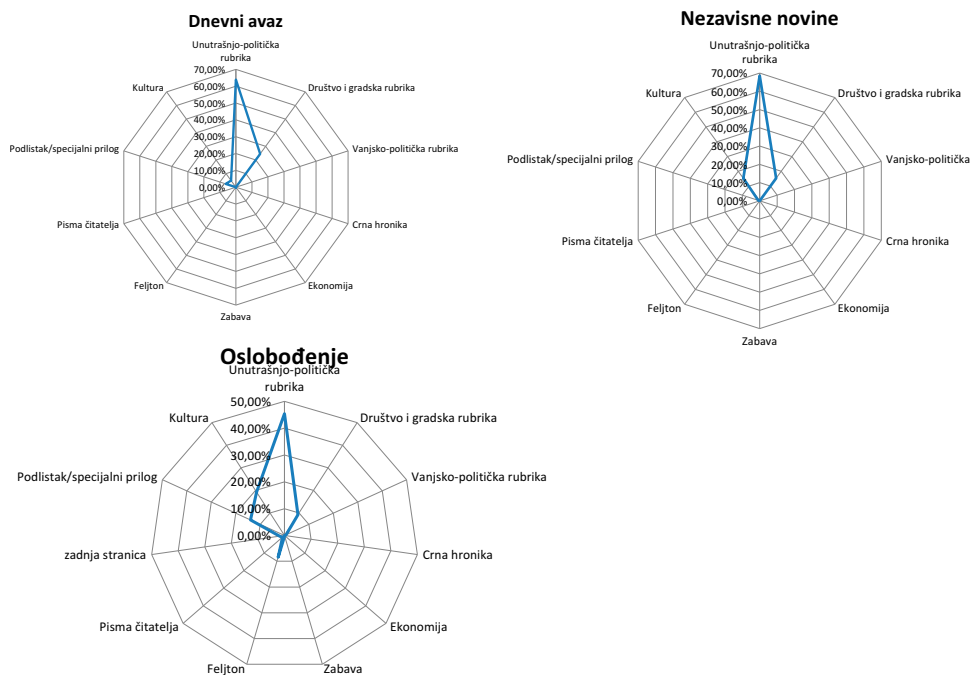 Dnevni avaz
Unutrašnjo-politička
rubrika
70,00%
60,00%
50,00%
40,00%
30,00%
20,00%
10,00%
0,00%
Društvo i gradska rubrika
Vanjsko-politička rubrika
Crna hronika
Ekonomija
Zabava
Feljton
Pisma čitatelja
Podlistak/specijalni prilog
Kultura
Nezavisne novine
Unutrašnjo-politička
rubrika
70,00%
60,00%
50,00%
40,00%
30,00%
20,00%
10,00%
0,00%
Društvo i gradska rubrika
Vanjsko-politička
Crna hronika
Ekonomija
Zabava
Feljton
Pisma čitatelja
Podlistak/specijalni prilog
Kultura
Oslobođenje
Unutrašnjo-politička
rubrika
50,00%
40,00%
30,00%
20,00%
10,00%
0,00%
Društvo i gradska rubrika
Vanjsko-politička rubrika
Crna hronika
Ekonomija
Zabava
Feljton
Pisma čitatelja
zadnja stranica
Podlistak/specijalni prilog
Kultura